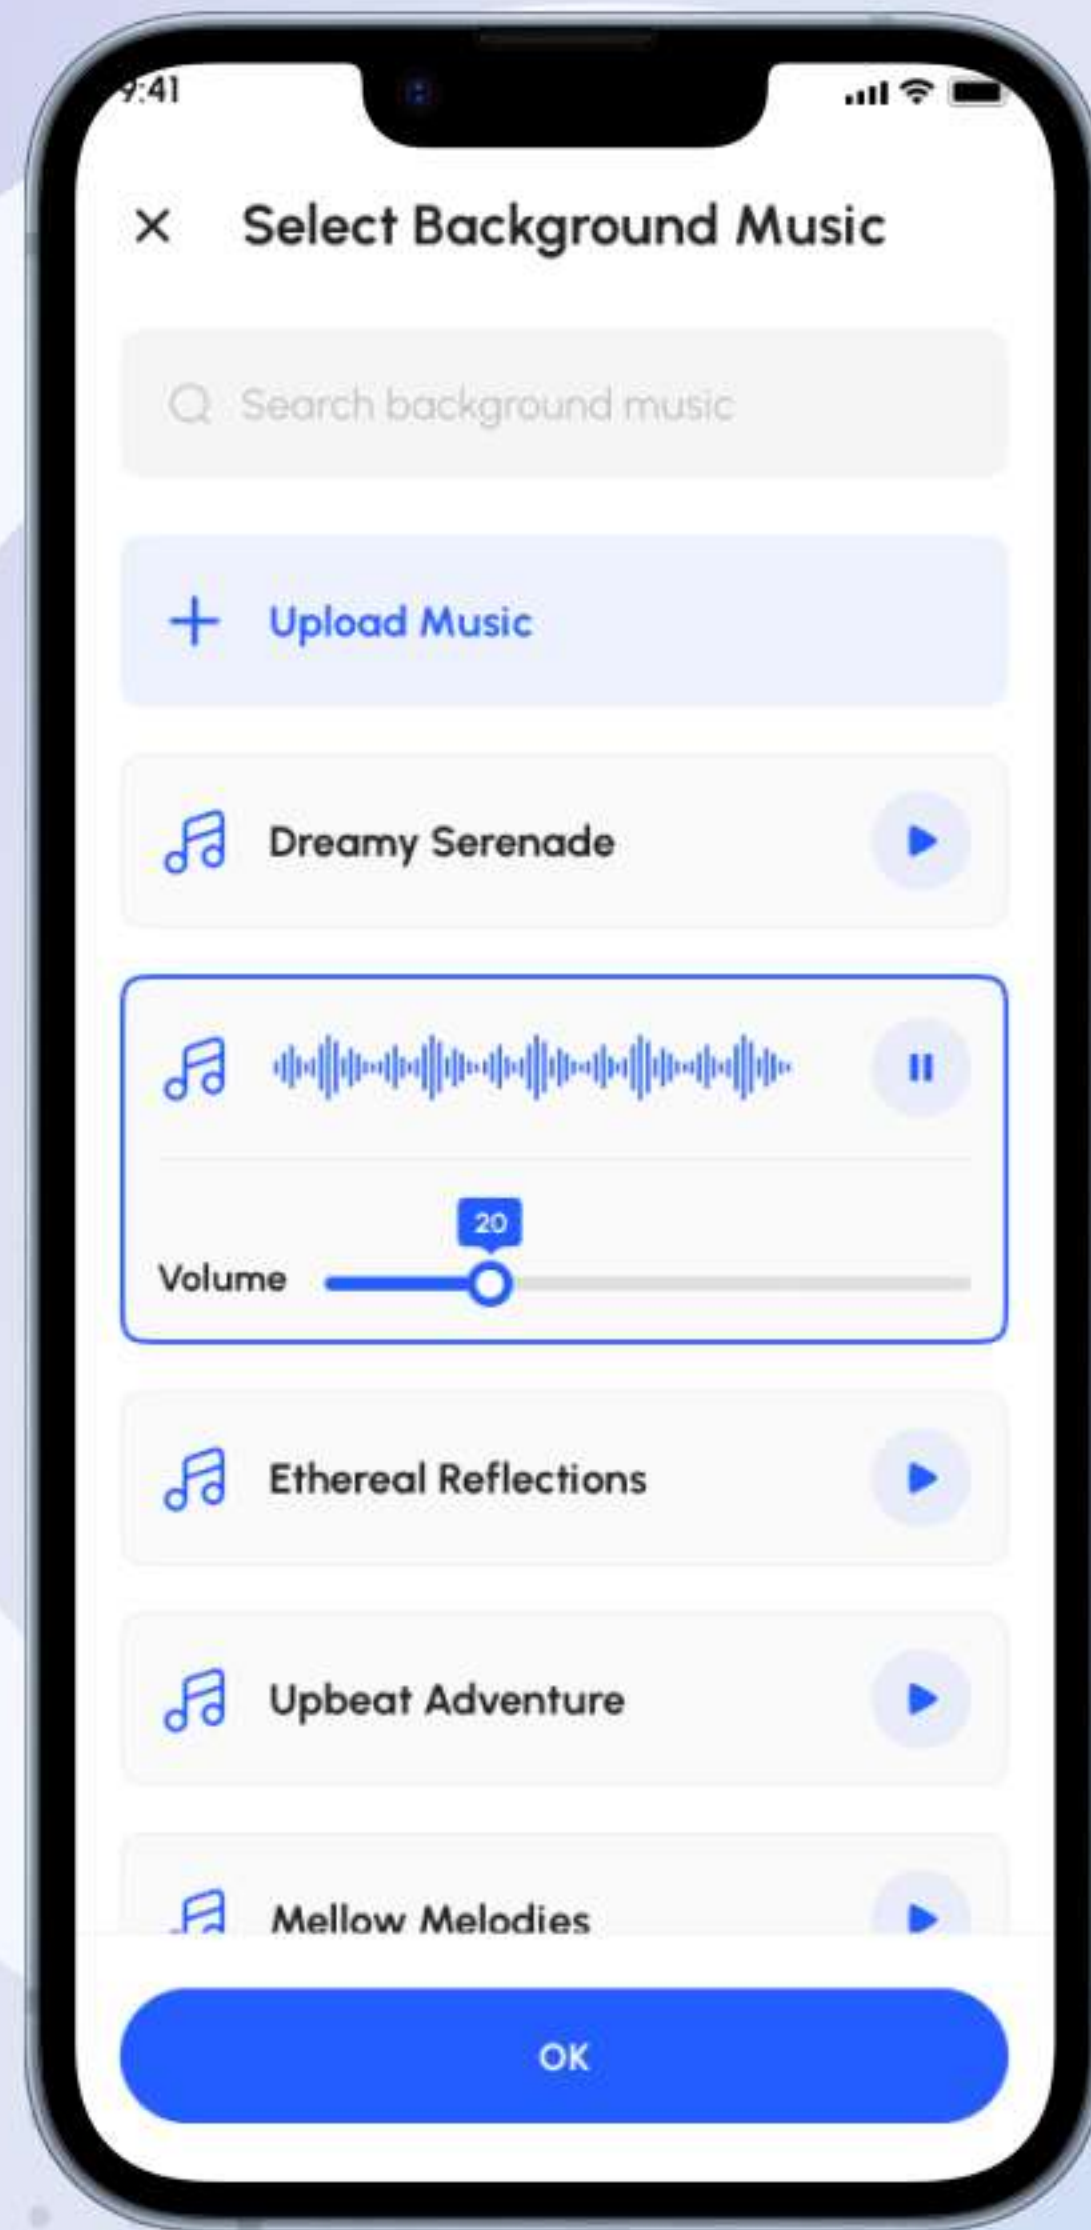 9:41
Select Background Music
Search background music
Upload Music
Dreamy Serenade
20
Volume
Ethereal Reflections
Upbeat Adventure
Mellow Melodies
OK